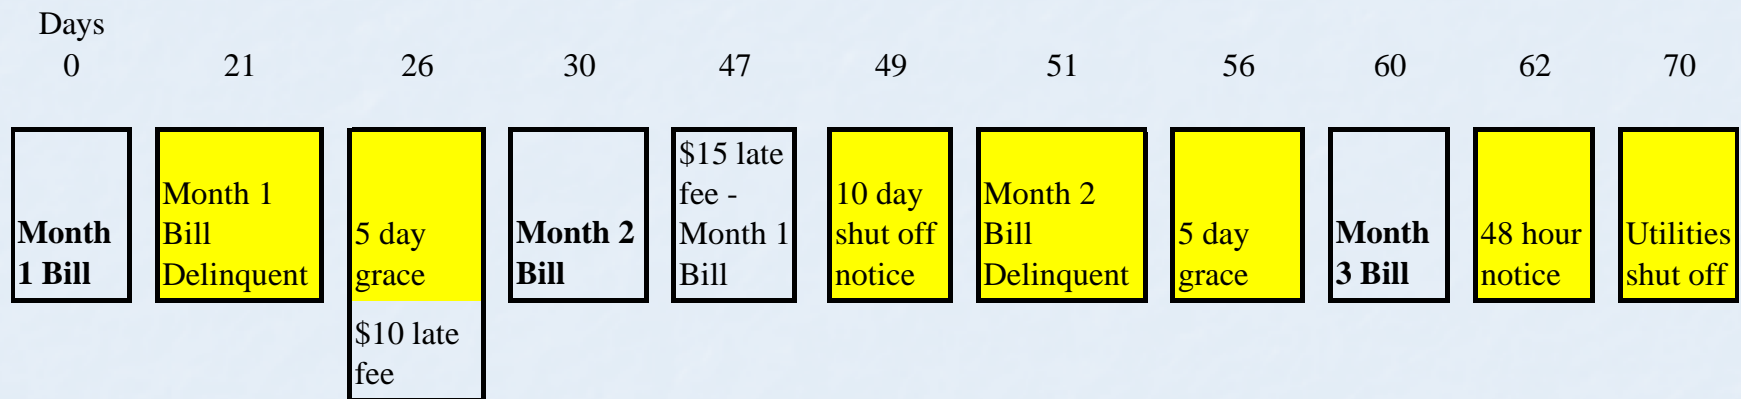 Days
0 21 26 30 47 49 51 56 60 62 70
Month
1 Bill
Month 1
Bill
Delinquent
5 day
grace
$10 late
fee
Month 2
Bill
$15 late
fee -
Month 1
Bill
10 day
shut off
notice
Month 2
Bill
Delinquent
5 day
grace
Month
3 Bill
48 hour
notice
Utilities
shut off